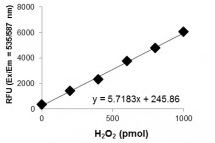 RFU (Ex/Em = 535/587 nm)
8000
6000
4000
2000
0
y = 5.7183x + 245.86
0 500 1000
H₂O₂ (pmol)